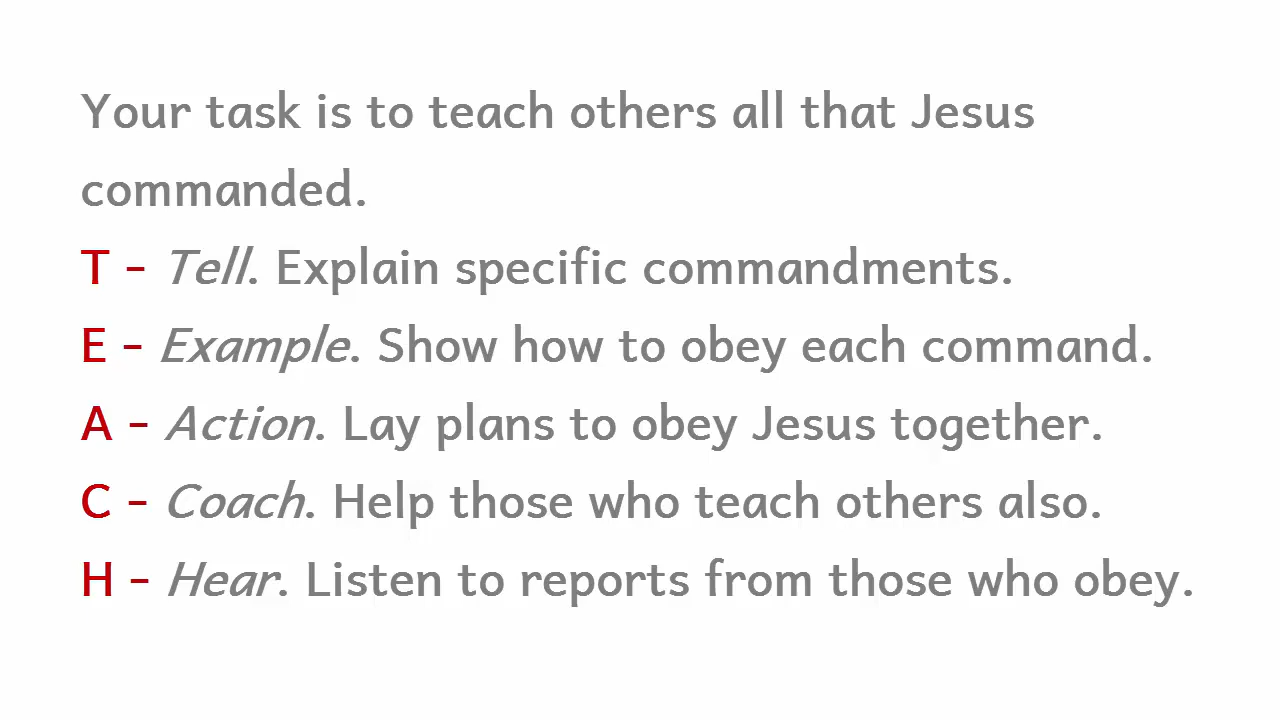 Your task is to teach others all that Jesus
commanded.
T – Tell. Explain specific commandments.
E – Example. Show how to obey each command.
A – Action. Lay plans to obey Jesus together.
C – Coach. Help those who teach others also.
H – Hear. Listen to reports from those who obey.